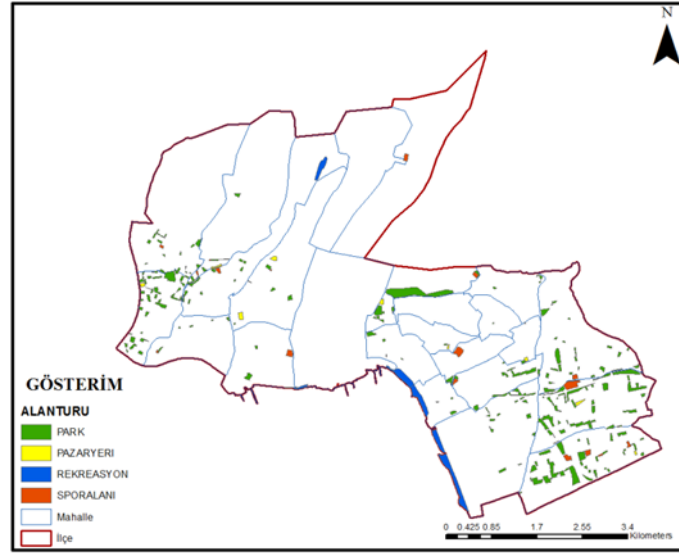 N
GÖSTERİM
ALANTURU
PARK
PAZARYERI
REKREASYON
SPORALANI
Mahalle
İlçe
0 0.425 0.85 1.7 2.55 3.4
Kilometers